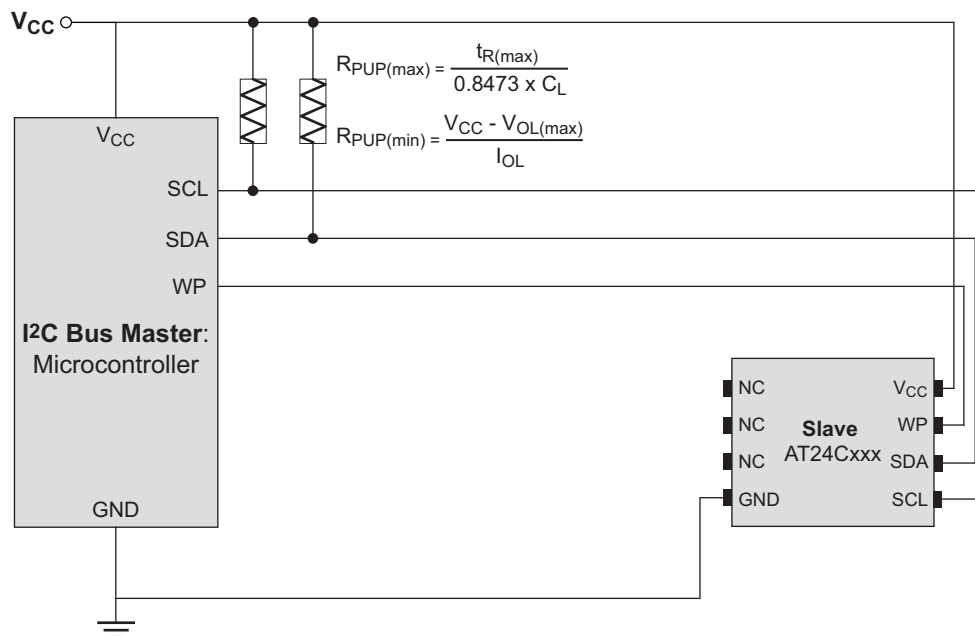 VCC
RPUP(max) = tR(max)
0.8473 x CL
RPUP(min) = VCC - VOL(max)
IOL
VCC
SCL
SDA
WP
I2C Bus Master:
Microcontroller
GND
NC
NC
NC
GND
Slave
AT24Cxxx
VCC
WP
SDA
SCL